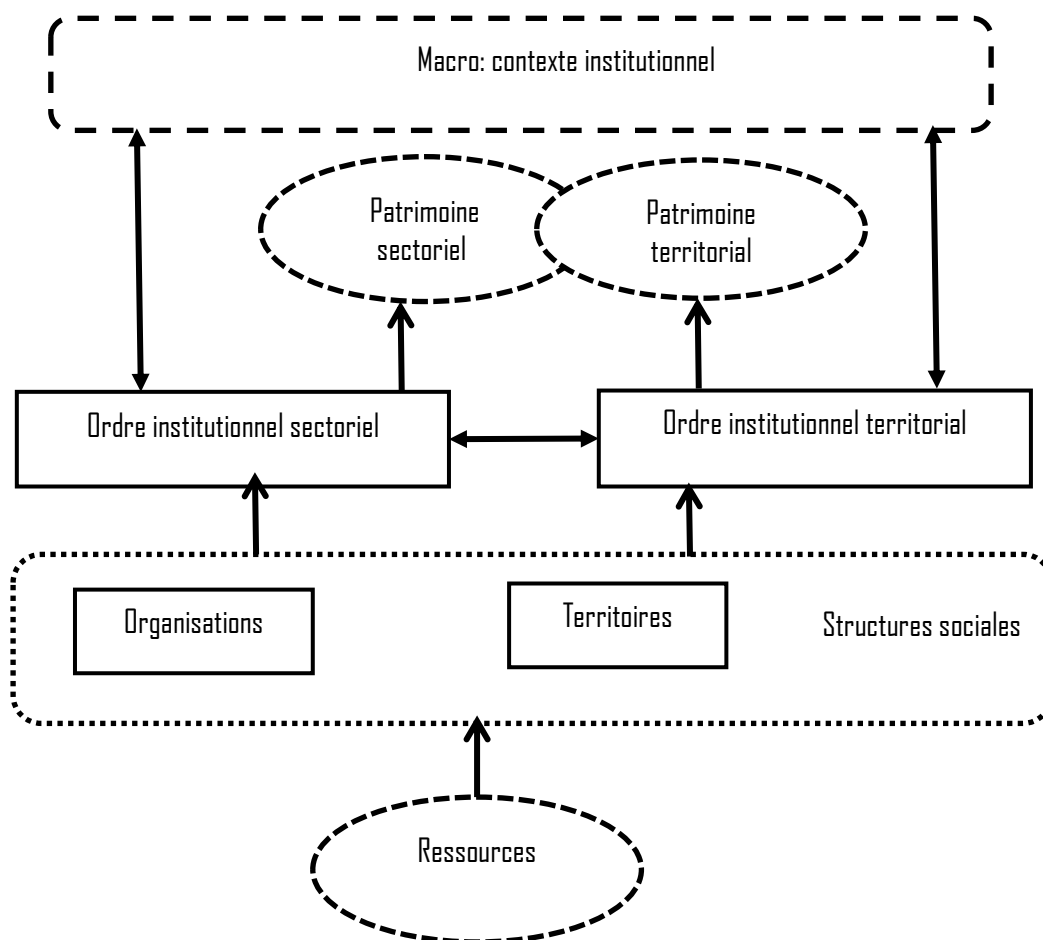 Macro: contexte institutionnel
Patrimoine
sectoriel
Patrimoine
territorial
Ordre institutionnel sectoriel
Ordre institutionnel territorial
Organisations
Territoires
Structures sociales
Ressources